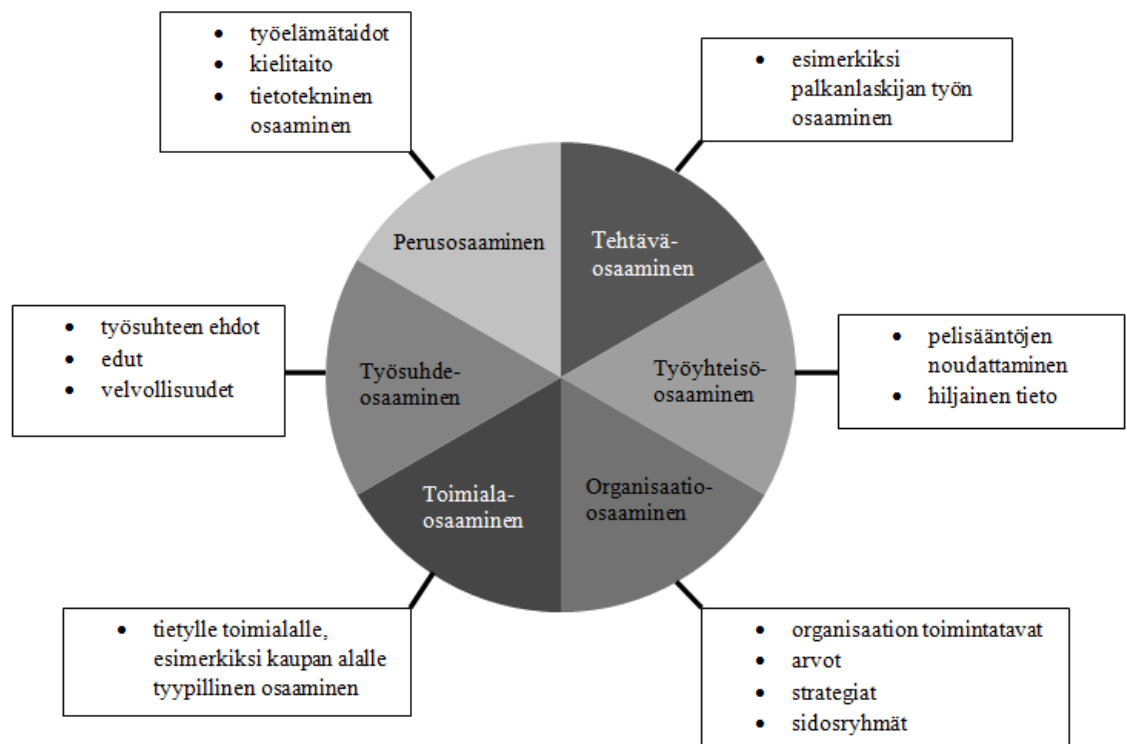 • työelämätaidot
• kielitaito
• tietotekninen
osaaminen
• esimerkiksi
palkanlaskijan työn
osaaminen
Perusosaaminen
Tehtävä-
osaaminen
• työsuhteen ehdot
• edut
• velvollisuudet
Työsuhde-
osaaminen
Työyhteisö-
osaaminen
• pelisääntöjen
noudattaminen
• hiljainen tieto
Toimiala-
osaaminen
Organisaatio-
osaaminen
• tietylle toimialalle,
esimerkiksi kaupan alalle
tyypillinen osaaminen
• organisaation toimintatavat
• arvot
• strategiat
• sidosryhmät